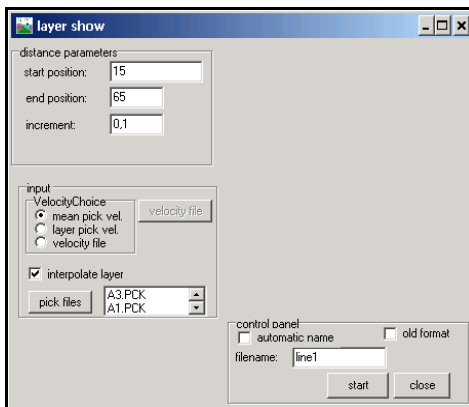 layer show
distance parameters
start position: 15
end position: 65
increment: 0,1
input
VelocityChoice
mean pick vel.
velocity file
layer pick vel.
velocity file
interpolate layer
pick files
A3.PCK
A1.PCK
control panel
automatic name
old format
filename: line1
start
close